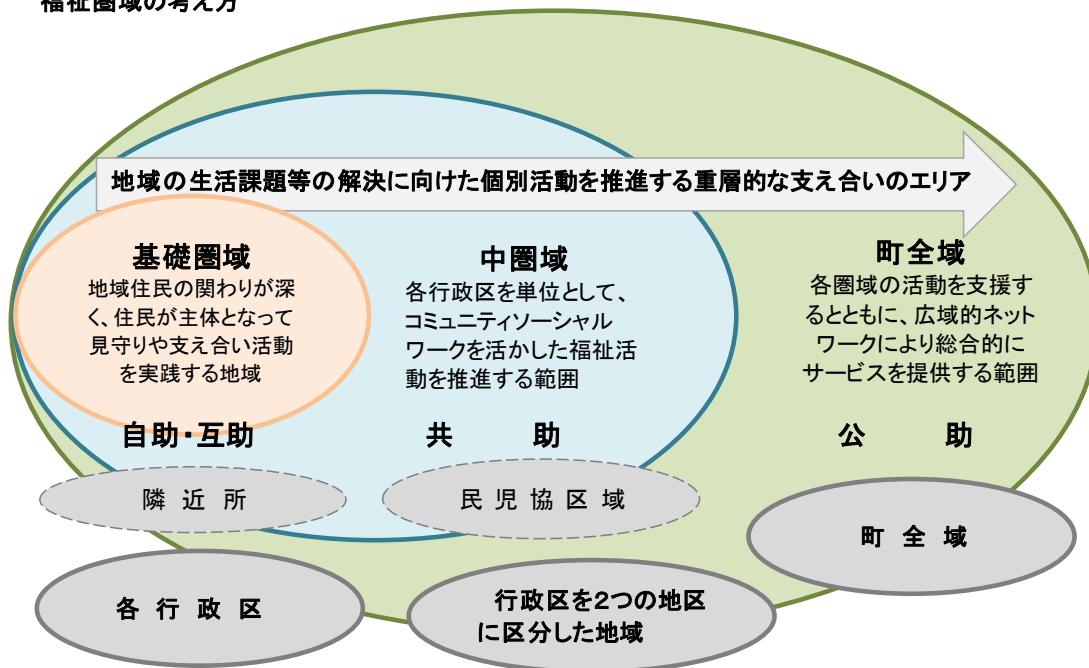 福祉圏域の考え方
地域の生活課題等の解決に向けた個別活動を推進する重層的な支え合いのエリア
基礎圏域
地域住民の関わりが深
く、住民が主体となって
見守りや支え合い活動
を実践する地域
自助・互助
隣近所
各行政区
中圏域
各行政区を単位として、
コミュニティソーシャル
ワークを活かした福祉活
動を推進する範囲
共助
民児協区域
行政区を2つの地区
に区分した地域
町全域
各圏域の活動を支援す
るとともに、広域的ネット
ワークにより総合的に
サービスを提供する範囲
公助
町全域